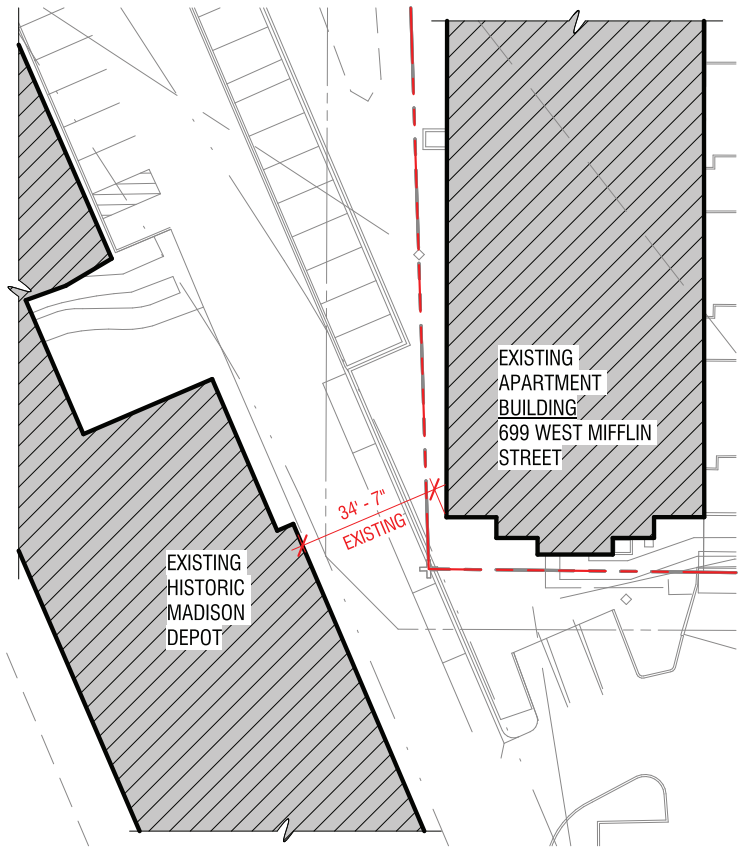 EXISTING
APARTMENT
BUILDING
699 WEST MIFFLIN
STREET
34' - 7"
EXISTING
EXISTING
HISTORIC
MADISON
DEPOT